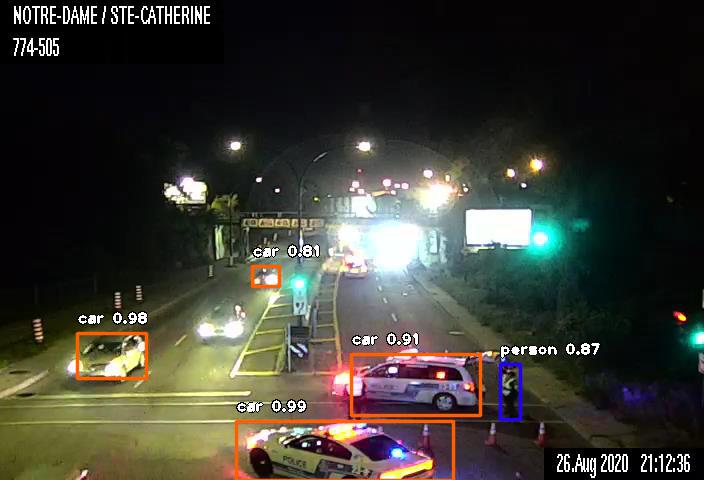 NOTRE-DAME / STE-CATHERINE
774-505
car 0.81
car 0.98
car 0.91
person 0.87
car 0.99
POLICE
POLICE
26.Aug 2020 21:12:36